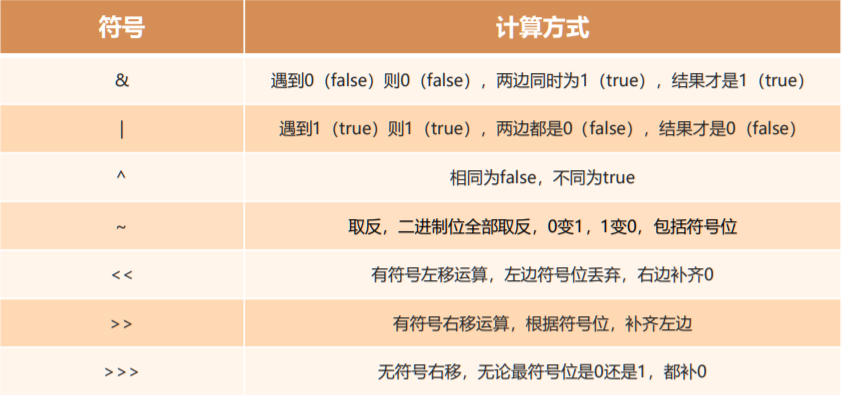 符号 计算方式
& 遇到0（false）则0（false），两边同时为1（true），结果才是1（true）
| 遇到1（true）则1（true），两边都是0（false），结果才是0（false）
^ 相同为false，不同为true
~ 取反，二进制位全部取反，0变1，1变0，包括符号位
<< 有符号左移运算，左边符号位丢弃，右边补齐0
>> 有符号右移运算，根据符号位，补齐左边
>>> 无符号右移，无论最符号位是0还是1，都补0